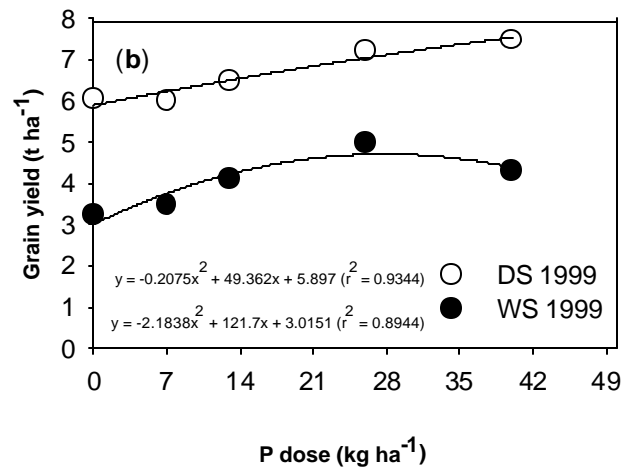 8
(b)
7
6
5
4
3
2
1
0
Grain yield (t ha⁻¹)
y = -0.2075x² + 49.362x + 5.897 (r² = 0.9344)
y = -2.1838x² + 121.7x + 3.0151 (r² = 0.8944)
DS 1999
WS 1999
0 7 14 21 28 35 42 49
P dose (kg ha⁻¹)